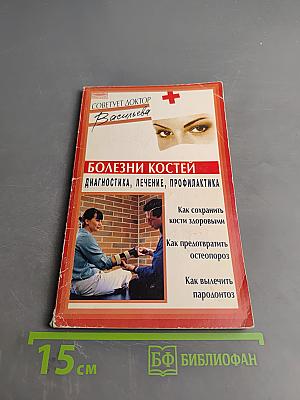 СОВЕТУЕТ ДОКТОР
Васильева
БОЛЕЗНИ КОСТЕЙ
ДИАГНОСТИКА, ЛЕЧЕНИЕ, ПРОФИЛАКТИКА
Как сохранить
кости здоровыми
Как предотвратить
остеопороз
Как вылечить
пародонтоз
15 см
БФ БИБЛИОФАН